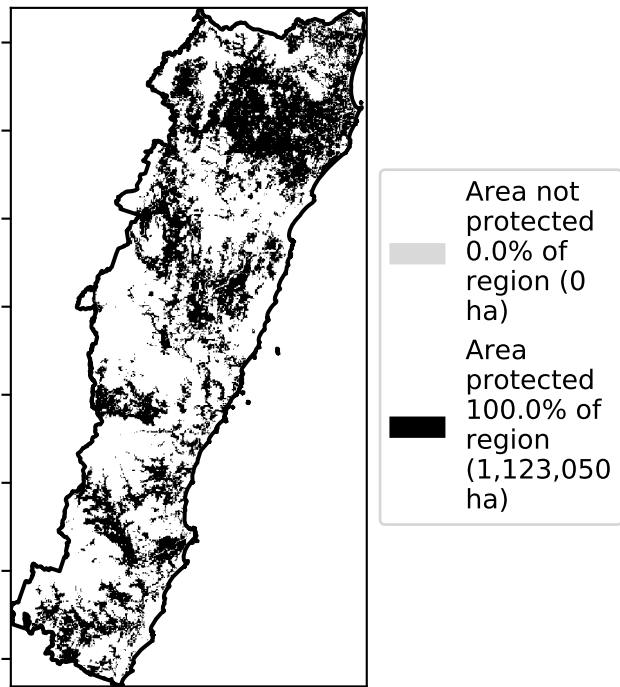 Area not
protected
0.0% of
region (0
ha)
Area
protected
100.0% of
region
(1,123,050
ha)